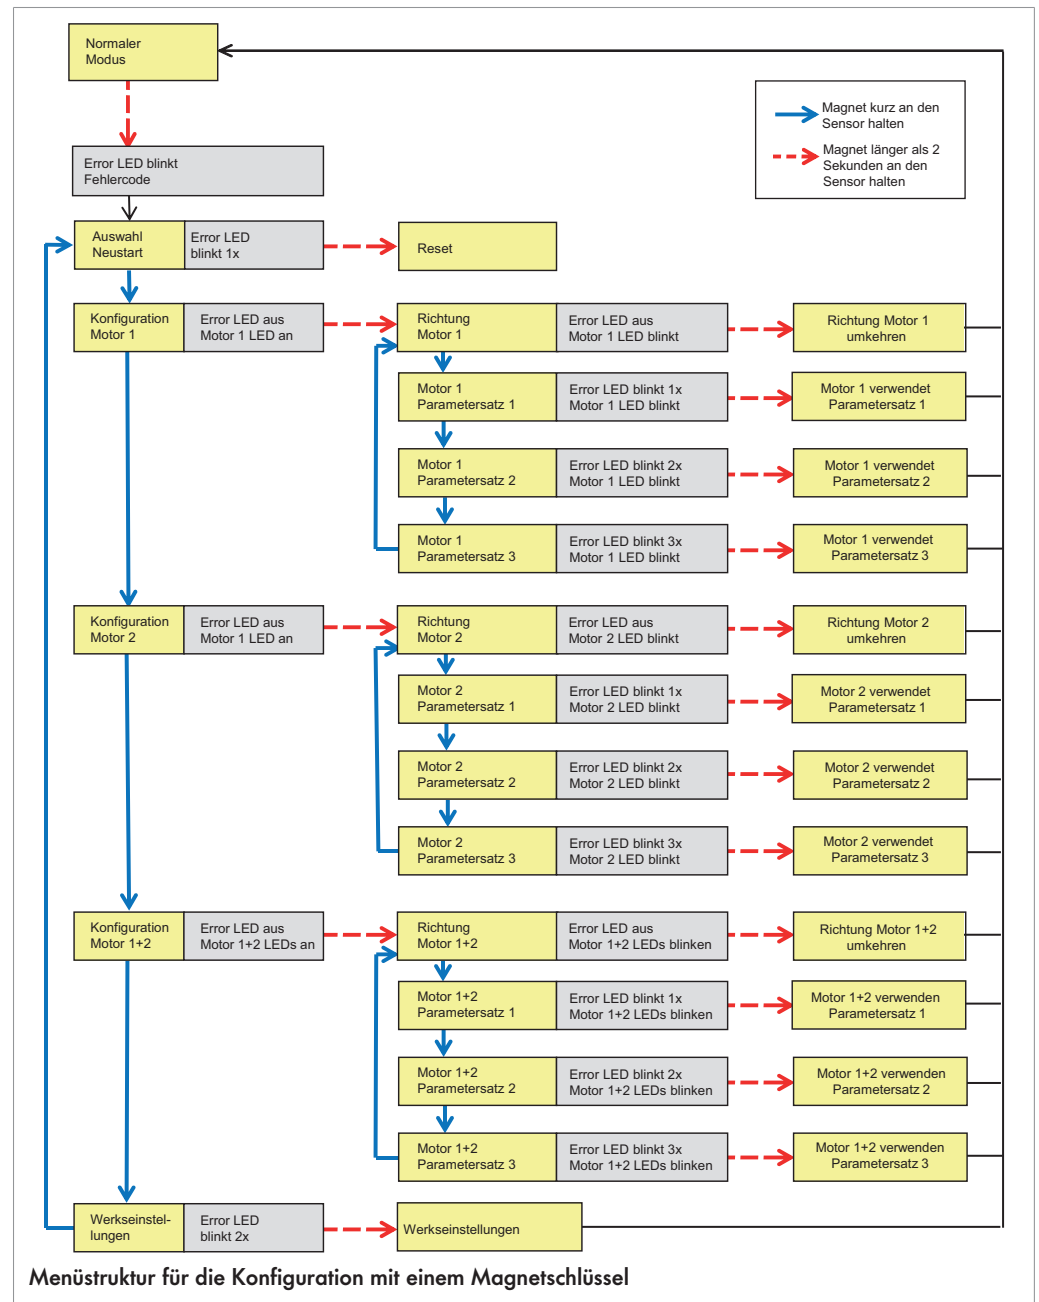 Normaler
Modus
Magnet kurz an den
Sensor halten
Magnet länger als 2
Sekunden an den
Sensor halten
Error LED blinkt
Fehlercode
Auswahl
Neustart
Error LED
blinkt 1x
Reset
Konfiguration
Motor 1
Error LED aus
Motor 1 LED an
Richtung
Motor 1
Error LED aus
Motor 1 LED blinkt
Richtung Motor 1
umkehren
Motor 1
Parametersatz 1
Error LED blinkt 1x
Motor 1 LED blinkt
Motor 1 verwendet
Parametersatz 1
Motor 1
Parametersatz 2
Error LED blinkt 2x
Motor 1 LED blinkt
Motor 1 verwendet
Parametersatz 2
Motor 1
Parametersatz 3
Error LED blinkt 3x
Motor 1 LED blinkt
Motor 1 verwendet
Parametersatz 3
Konfiguration
Motor 2
Error LED aus
Motor 1 LED an
Richtung
Motor 2
Error LED aus
Motor 2 LED blinkt
Richtung Motor 2
umkehren
Motor 2
Parametersatz 1
Error LED blinkt 1x
Motor 2 LED blinkt
Motor 2 verwendet
Parametersatz 1
Motor 2
Parametersatz 2
Error LED blinkt 2x
Motor 2 LED blinkt
Motor 2 verwendet
Parametersatz 2
Motor 2
Parametersatz 3
Error LED blinkt 3x
Motor 2 LED blinkt
Motor 2 verwendet
Parametersatz 3
Konfiguration
Motor 1+2
Error LED aus
Motor 1+2 LEDs an
Richtung
Motor 1+2
Error LED aus
Motor 1+2 LEDs blinken
Richtung Motor 1+2
umkehren
Motor 1+2
Parametersatz 1
Error LED blinkt 1x
Motor 1+2 LEDs blinken
Motor 1+2 verwenden
Parametersatz 1
Motor 1+2
Parametersatz 2
Error LED blinkt 2x
Motor 1+2 LEDs blinken
Motor 1+2 verwenden
Parametersatz 2
Motor 1+2
Parametersatz 3
Error LED blinkt 3x
Motor 1+2 LEDs blinken
Motor 1+2 verwenden
Parametersatz 3
Werkseinstel-
lungen
Error LED
blinkt 2x
Werkseinstellungen
Menüstruktur für die Konfiguration mit einem Magnetschlüssel